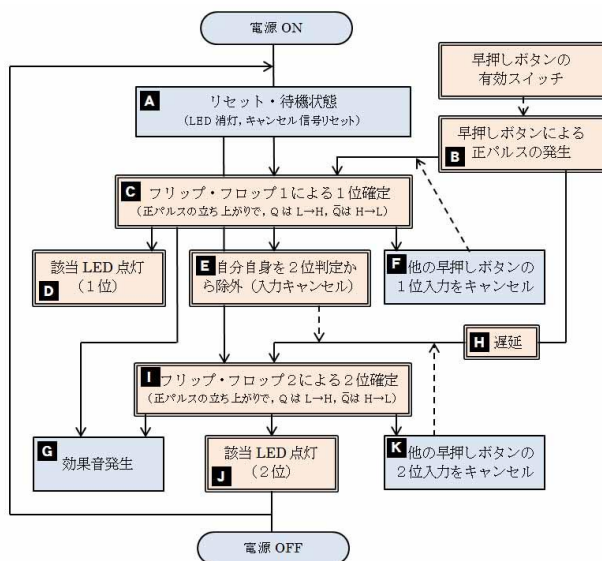 電源 ON
早押しボタンの
有効スイッチ
A
リセット・待機状態
(LED 消灯, キャンセル信号リセット)
早押しボタンによる
正パルスの発生
B
C
フリップ・フロップ1による1位確定
(正パルスの立ち上がりで, Q は L→H, Q̄は H→L)
該当 LED 点灯
(1位)
D
E
自分自身を2位判定か
ら除外 (入力キャンセル)
F
他の早押しボタンの
1位入力をキャンセル
H
遅延
I
フリップ・フロップ2による2位確定
(正パルスの立ち上がりで, Q は L→H, Q̄は H→L)
G
効果音発生
該当 LED 点灯
(2位)
J
K
他の早押しボタンの
2位入力をキャンセル
電源 OFF